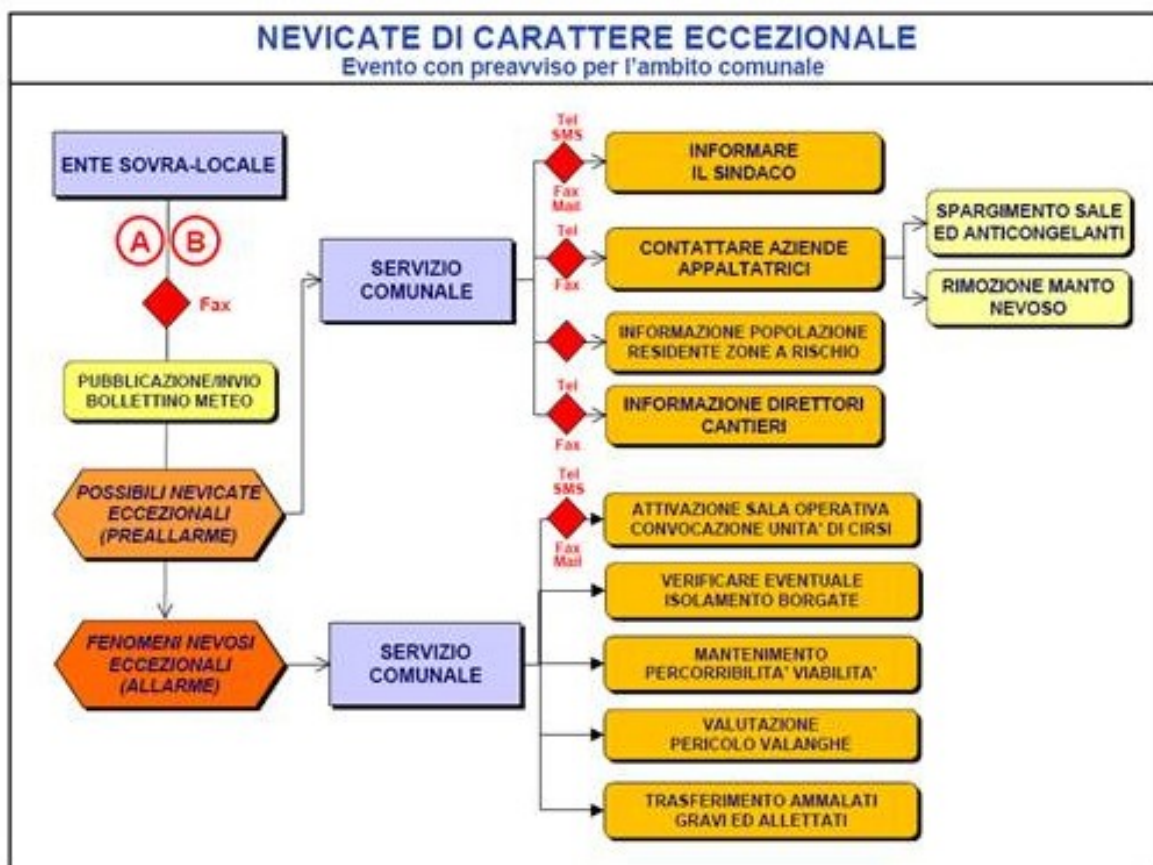 NEVICATE DI CARATTERE ECCEZIONALE
Evento con preavviso per l'ambito comunale
ENTE SOVRA-LOCALE
A B
Fax
PUBBLICAZIONE/INVIO
BOLLETTINO METEO
POSSIBILI NEVICATE
ECCEZIONALI
(PREALLARME)
SERVIZIO
COMUNALE
Tel
SMS
Fax
Mail
INFORMARE
IL SINDACO
Tel
Fax
CONTATTARE AZIENDE
APPALTATRICI
SPARGIMENTO SALE
ED ANTICONGELANTI
RIMOZIONE MANTO
NEVOSO
INFORMAZIONE POPOLAZIONE
RESIDENTE ZONE A RISCHIO
Tel
Fax
INFORMAZIONE DIRETTORI
CANTIERI
FENOMENI NEVOSI
ECCEZIONALI
(ALLARME)
SERVIZIO
COMUNALE
Tel
SMS
Fax
Mail
ATTIVAZIONE SALA OPERATIVA
CONVOCAZIONE UNITA' DI CIRSI
VERIFICARE EVENTUALE
ISOLAMENTO BORGATE
MANTENIMENTO
PERCORRIBILITA' VIABILITA'
VALUTAZIONE
PERICOLO VALANGHE
TRASFERIMENTO AMMALATI
GRAVI ED ALLETTATI